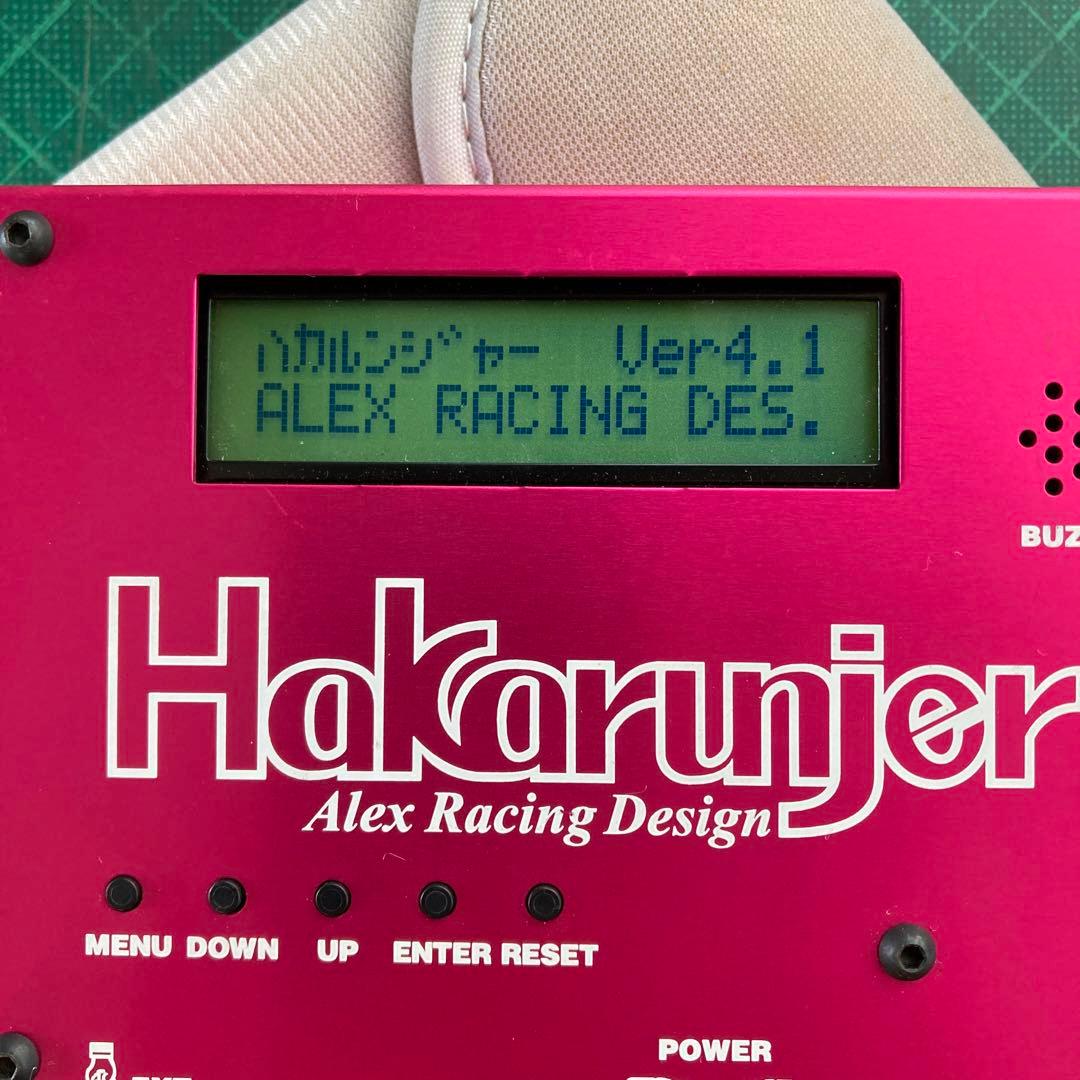 ハカルンジャー Ver4.1
ALEX RACING DES.
BUZ
Hakarunjer
Alex Racing Design
MENU DOWN UP ENTER RESET
POWER